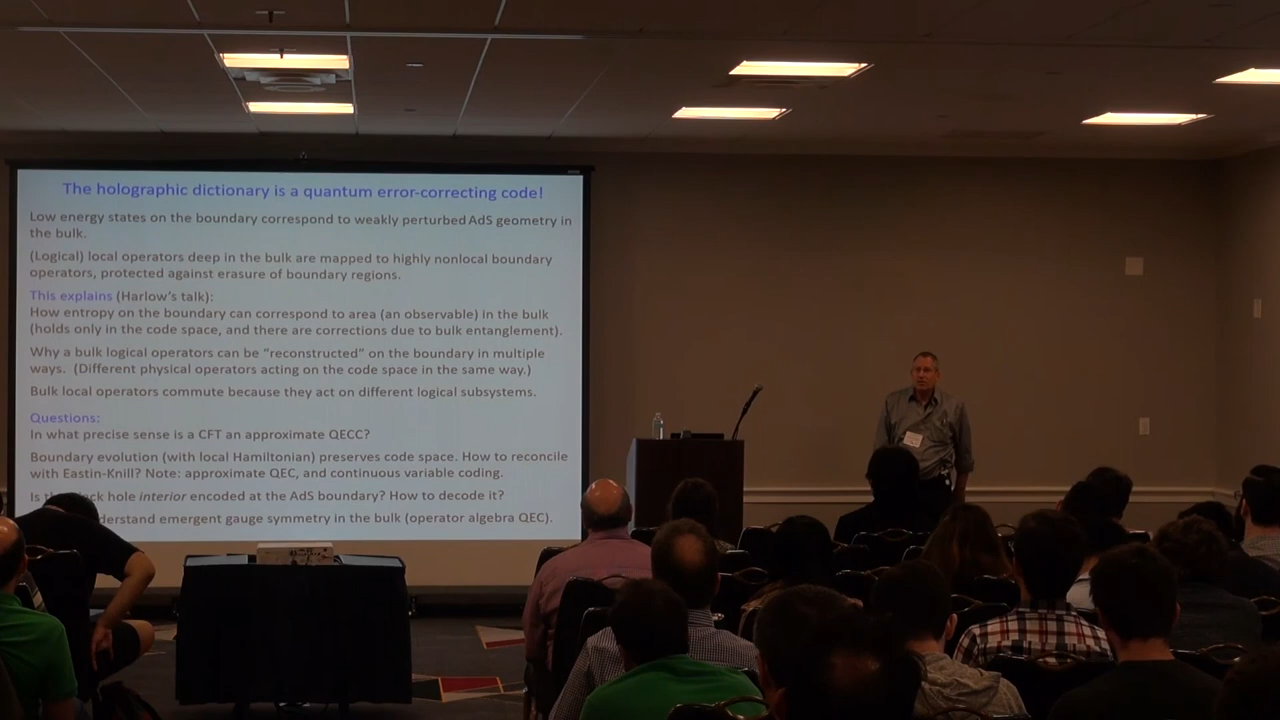 The holographic dictionary is a quantum error-correcting code!
Low energy states on the boundary correspond to weakly perturbed AdS geometry in
the bulk.
(Logical) local operators deep in the bulk are mapped to highly nonlocal boundary
operators, protected against erasure of boundary regions.
This explains (Harlow's talk):
How entropy on the boundary can correspond to area (an observable) in the bulk
(holds only in the code space, and there are corrections due to bulk entanglement).
Why a bulk logical operators can be "reconstructed" on the boundary in multiple
ways. (Different physical operators acting on the code space in the same way.)
Bulk local operators commute because they act on different logical subsystems.
Questions:
In what precise sense is a CFT an approximate QECC?
Boundary evolution (with local Hamiltonian) preserves code space. How to reconcile
with Eastin-Knill? Note: approximate QEC, and continuous variable coding.
Is hole interior encoded at the AdS boundary? How to decode it?
emergent gauge symmetry in the bulk (operator algebra QEC).